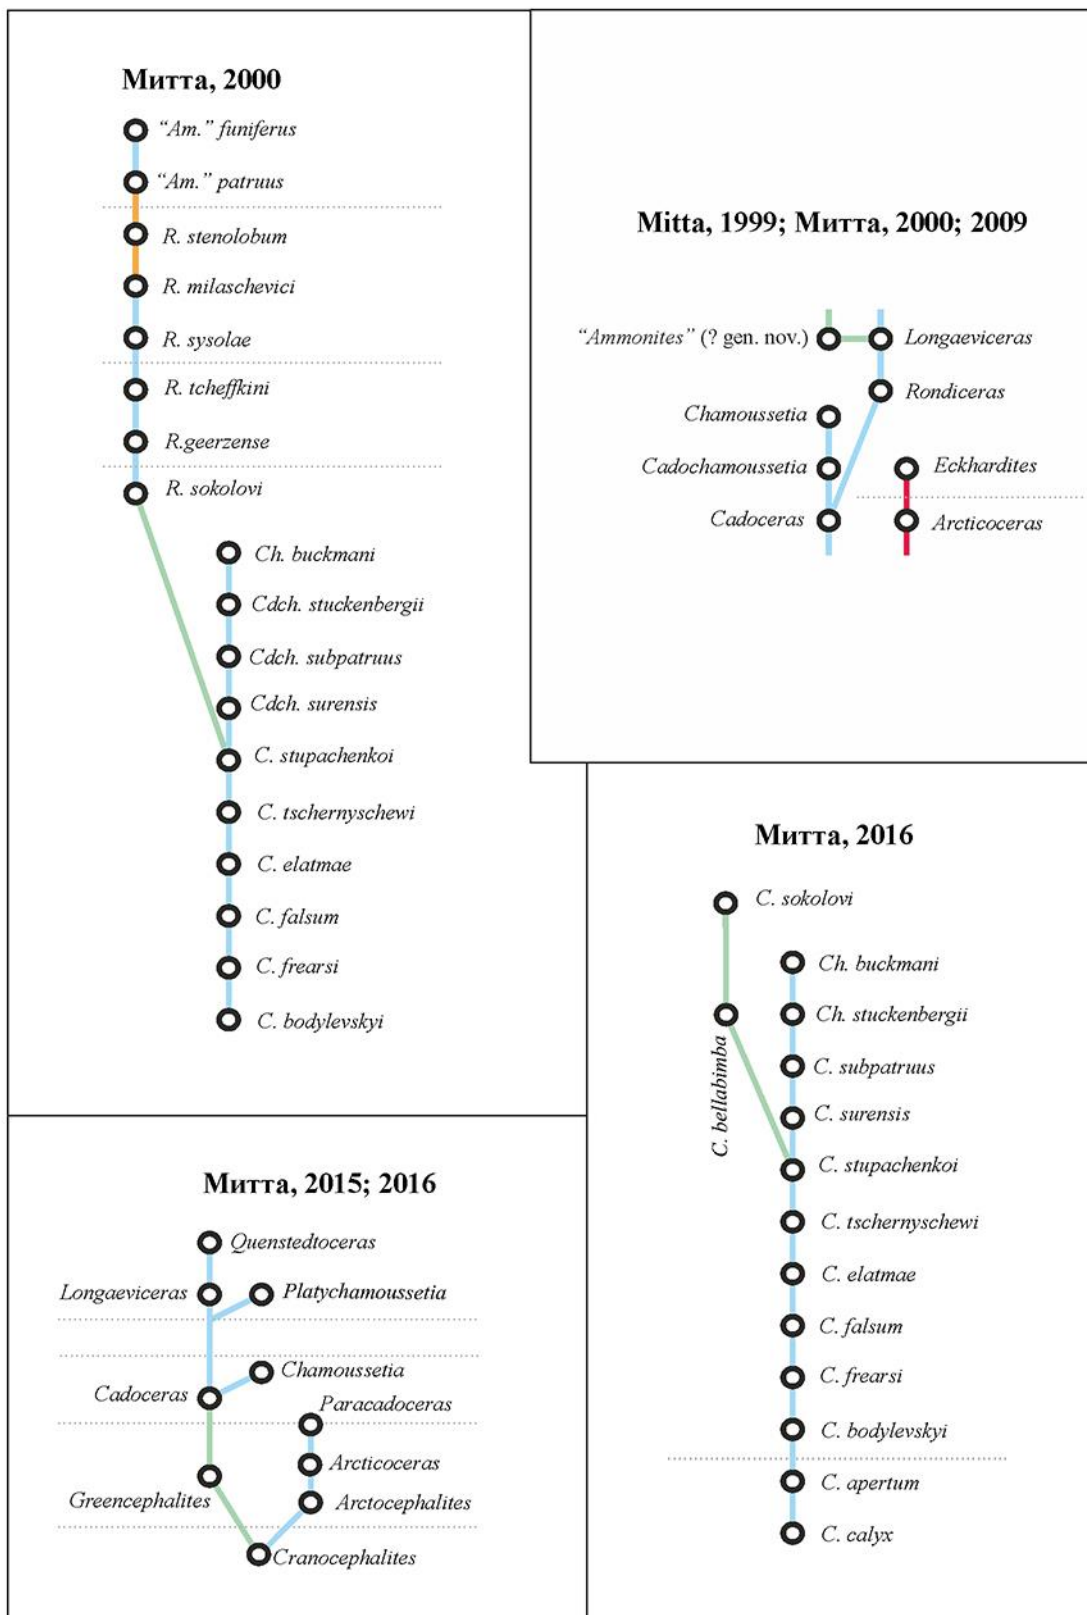 Митта, 2000
“Am.” funiferus
“Am.” patruus
R. stenolobum
R. milaschevici
R. sysolae
R. tcheffkini
R.geerzense
R. sokolovi
Ch. buckmani
Cdch. stuckenbergii
Cdch. subpatruus
Cdch. surensis
C. stupachenkoi
C. tschernyschewi
C. elatmae
C. falsum
C. frearsi
C. bodylevskyi
Mitta, 1999; Митта, 2000; 2009
“Ammonites” (? gen. nov.) Longaeviceras
Rondiceras
Chamoussetia
Cadochamoussetia Eckhardites
Cadoceras Arcticoceras
Митта, 2015; 2016
Quenstedtoceras
Longaeviceras Platychamoussetia
Chamoussetia
Cadoceras
Paracadoceras
Arcticoceras
Greencephalites Arctocephalites
Cranocephalites
Митта, 2016
C. sokolovi
Ch. buckmani
Ch. stuckenbergii
C. bellabimba
C. subpatruus
C. surensis
C. stupachenkoi
C. tschernyschewi
C. elatmae
C. falsum
C. frearsi
C. bodylevskyi
C. apertum
C. calyx